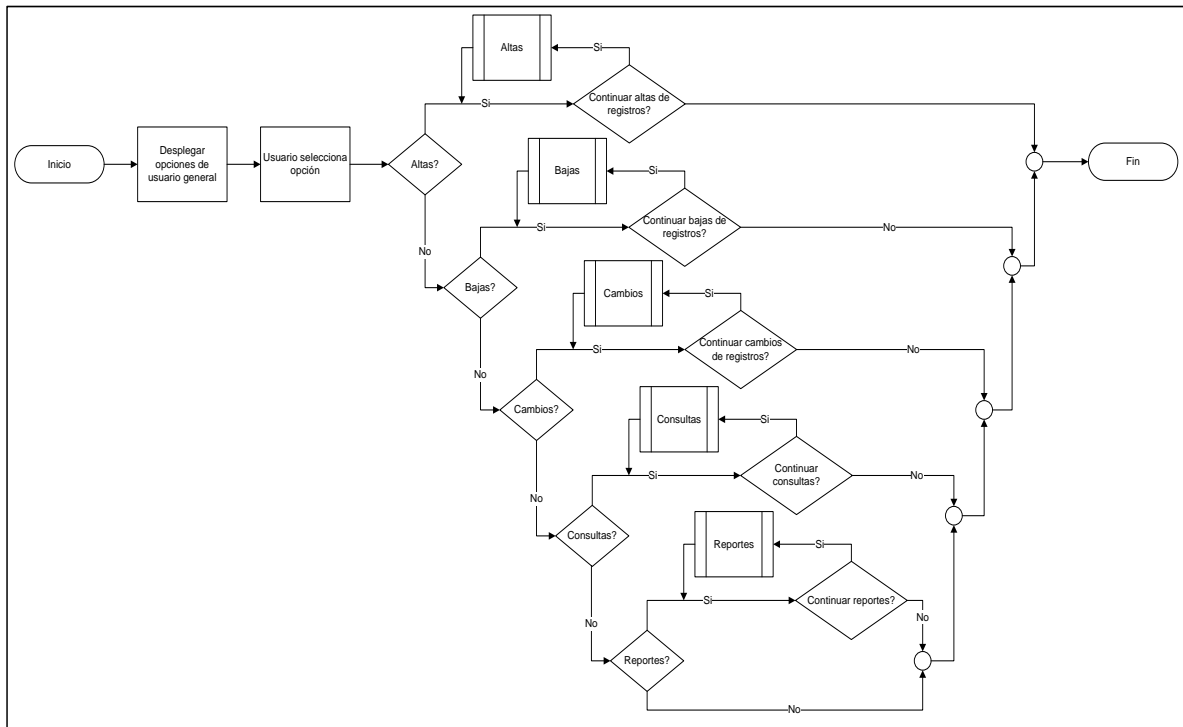 Altas
Si
Continuar altas de
registros?
Si
Inicio
Desplegar
opciones de
usuario general
Usuario selecciona
opción
Altas?
Fin
Bajas
Si
Continuar bajas de
registros?
Si
No
No
Bajas?
Cambios
Si
Continuar cambios
de registros?
Si
No
No
Cambios?
Consultas
Si
Continuar
consultas?
Si
No
No
Consultas?
Reportes
Si
Continuar reportes?
Si
No
No
Reportes?
No